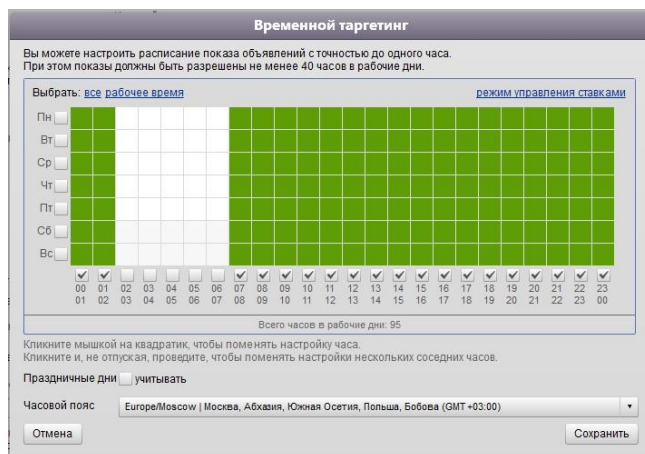 Временной таргетинг
Вы можете настроить расписание показа объявлений с точностью до одного часа.
При этом показы должны быть разрешены не менее 40 часов в рабочие дни.
Выбрать: все рабочее время режим управления ставками
Пн
Вт
Ср
Чт
Пт
Сб
Вс
00 01 02 03 04 05 06 07 08 09 10 11 12 13 14 15 16 17 18 19 20 21 22 23
01 02 03 04 05 06 07 08 09 10 11 12 13 14 15 16 17 18 19 20 21 22 23 00
Всего часов в рабочие дни: 95
Кликните мышкой на квадратик, чтобы поменять настройку часа.
Кликните и, не отпуская, проведите, чтобы поменять настройки нескольких соседних часов.
Праздничные дни учитывать
Часовой пояс Europe/Moscow | Москва, Абхазия, Южная Осетия, Польша, Бобова (GMT +03:00)
Отмена Сохранить